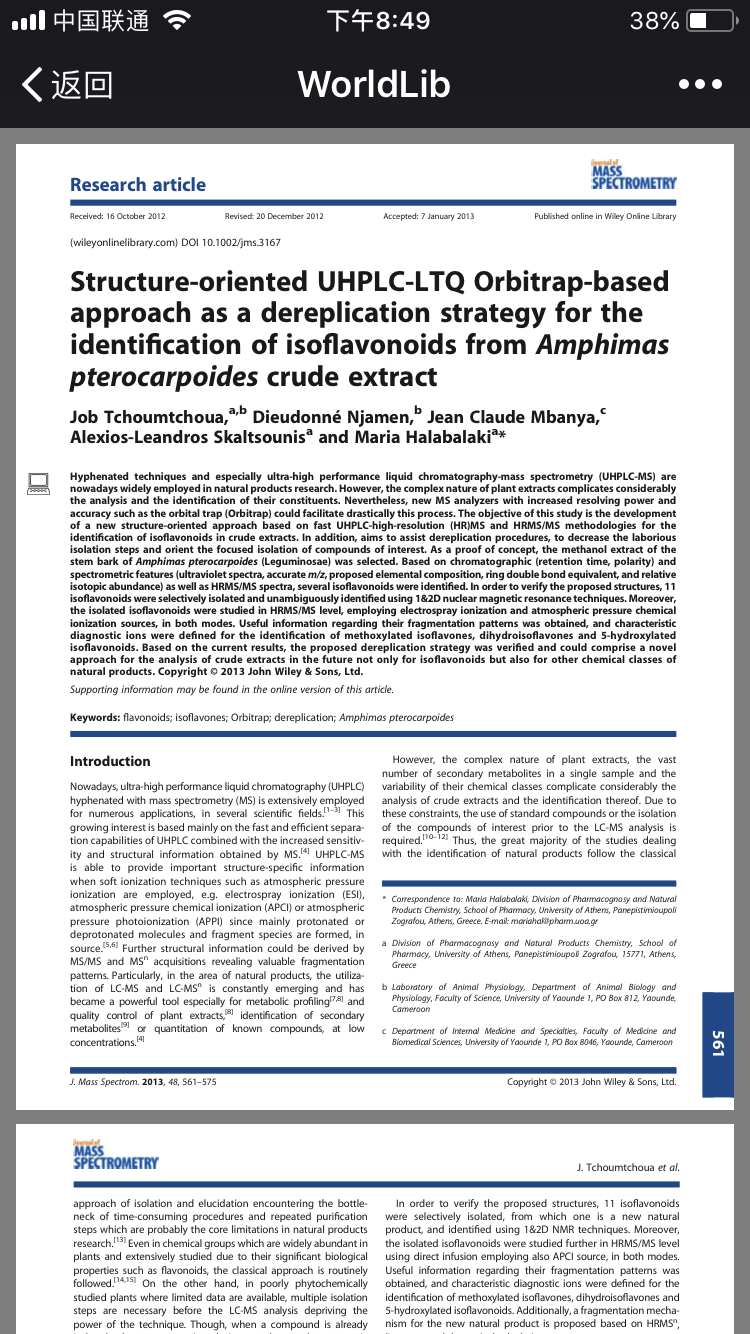 中国联通 下午8:49 38%
返回 WorldLib
Research article
Journal of
MASS
SPECTROMETRY
Received: 16 October 2012 Revised: 20 December 2012 Accepted: 7 January 2013 Published online in Wiley Online Library
(wileyonlinelibrary.com) DOI 10.1002/jms.3167
Structure-oriented UHPLC-LTQ Orbitrap-based
approach as a dereplication strategy for the
identification of isoflavonoids from Amphimas
pterocarpoides crude extract
Job Tchoumtchoua,a,b Dieudonné Njamen,b Jean Claude Mbanya,c
Alexios-Leandros Skaltsounisa and Maria Halabalakia*
Hyphenated techniques and especially ultra-high performance liquid chromatography-mass spectrometry (UHPLC-MS) are
nowadays widely employed in natural products research. However, the complex nature of plant extracts complicates considerably
the analysis and the identification of their constituents. Nevertheless, new MS analyzers with increased resolving power and
accuracy such as the orbital trap (Orbitrap) could facilitate drastically this process. The objective of this study is the development
of a new structure-oriented approach based on fast UHPLC-high-resolution (HR)MS and HRMS/MS methodologies for the
identification of isoflavonoids in crude extracts. In addition, aims to assist dereplication procedures, to decrease the laborious
isolation steps and orient the focused isolation of compounds of interest. As a proof of concept, the methanol extract of the
stem bark of Amphimas pterocarpoides (Leguminosae) was selected. Based on chromatographic (retention time, polarity) and
spectrometric features (ultraviolet spectra, accurate m/z, proposed elemental composition, ring double bond equivalent, and relative
isotopic abundance) as well as HRMS/MS spectra, several isoflavonoids were identified. In order to verify the proposed structures, 11
isoflavonoids were selectively isolated and unambiguously identified using 1&2D nuclear magnetic resonance techniques. Moreover,
the isolated isoflavonoids were studied in HRMS/MS level, employing electrospray ionization and atmospheric pressure chemical
ionization sources, in both modes. Useful information regarding their fragmentation patterns was obtained, and characteristic
diagnostic ions were defined for the identification of methoxylated isoflavones, dihydroisoflavones and 5-hydroxylated
isoflavonoids. Based on the current results, the proposed dereplication strategy was verified and could comprise a novel
approach for the analysis of crude extracts in the future not only for isoflavonoids but also for other chemical classes of
natural products. Copyright © 2013 John Wiley & Sons, Ltd.
Supporting information may be found in the online version of this article.
Keywords: flavonoids; isoflavones; Orbitrap; dereplication; Amphimas pterocarpoides
Introduction
Nowadays, ultra-high performance liquid chromatography (UHPLC)
hyphenated with mass spectrometry (MS) is extensively employed
for numerous applications, in several scientific fields.[1–3] This
growing interest is based mainly on the fast and efficient separa-
tion capabilities of UHPLC combined with the increased sensitiv-
ity and structural information obtained by MS.[4] UHPLC-MS
is able to provide important structure-specific information
when soft ionization techniques such as atmospheric pressure
ionization are employed, e.g. electrospray ionization (ESI),
atmospheric pressure chemical ionization (APCI) or atmospheric
pressure photoionization (APPI) since mainly protonated or
deprotonated molecules and fragment species are formed, in
source.[5,6] Further structural information could be derived by
MS/MS and MSn acquisitions revealing valuable fragmentation
patterns. Particularly, in the area of natural products, the utiliza-
tion of LC-MS and LC-MSn is constantly emerging and has
became a powerful tool especially for metabolic profiling[7,8] and
quality control of plant extracts,[8] identification of secondary
metabolites[9] or quantition of known compounds, at low
concentrations.[4]
However, the complex nature of plant extracts, the vast
number of secondary metabolites in a single sample and the
variability of their chemical classes complicate considerably the
analysis of crude extracts and the identification thereof. Due to
these constraints, the use of standard compounds or the isolation
of the compounds of interest prior to the LC-MS analysis is
required.[10–12] Thus, the great majority of the studies dealing
with the identification of natural products follow the classical
* Correspondence to: Maria Halabalaki, Division of Pharmacognosy and Natural
Products Chemistry, School of Pharmacy, University of Athens, Panepistimioupoli
Zografou, Athens, Greece. E-mail: mariahal@pharm.uoa.gr
a Division of Pharmacognosy and Natural Products Chemistry, School of
Pharmacy, University of Athens, Panepistimioupoli Zografou, 15771, Athens,
Greece
b Laboratory of Animal Physiology, Department of Animal Biology and
Physiology, Faculty of Science, University of Yaounde 1, PO Box 812, Yaounde,
Cameroon
c Department of Internal Medicine and Specialties, Faculty of Medicine and
Biomedical Sciences, University of Yaounde 1, PO Box 8046, Yaounde, Cameroon
561
J. Mass Spectrom. 2013, 48, 561–575 Copyright © 2013 John Wiley & Sons, Ltd.
Journal of
MASS
SPECTROMETRY
J. Tchoumtchoua et al.
approach of isolation and elucidation encountering the bottle-
neck of time-consuming procedures and repeated purification
steps which are probably the core limitations in natural products
research.[13] Even in chemical groups which are widely abundant in
plants and extensively studied due to their significant biological
properties such as flavonoids, the classical approach is routinely
followed.[14,15] On the other hand, in poorly phytochemically
studied plants where limited data are available, multiple isolation
steps are necessary before the LC-MS analysis depriving the
power of the technique. Though, when a compound is already
In order to verify the proposed structures, 11 isoflavonoids
were selectively isolated, from which one is a new natural
product, and identified using 1&2D NMR techniques. Moreover,
the isolated isoflavonoids were studied further in HRMS/MS level
using direct infusion employing also APCI source, in both modes.
Useful information regarding their fragmentation patterns was
obtained, and characteristic diagnostic ions were defined for the
identification of methoxylated isoflavones, dihydroisoflavones and
5-hydroxylated isoflavonoids. Additionally, a fragmentation mecha-
nism for the new natural product is proposed based on HRMSn,